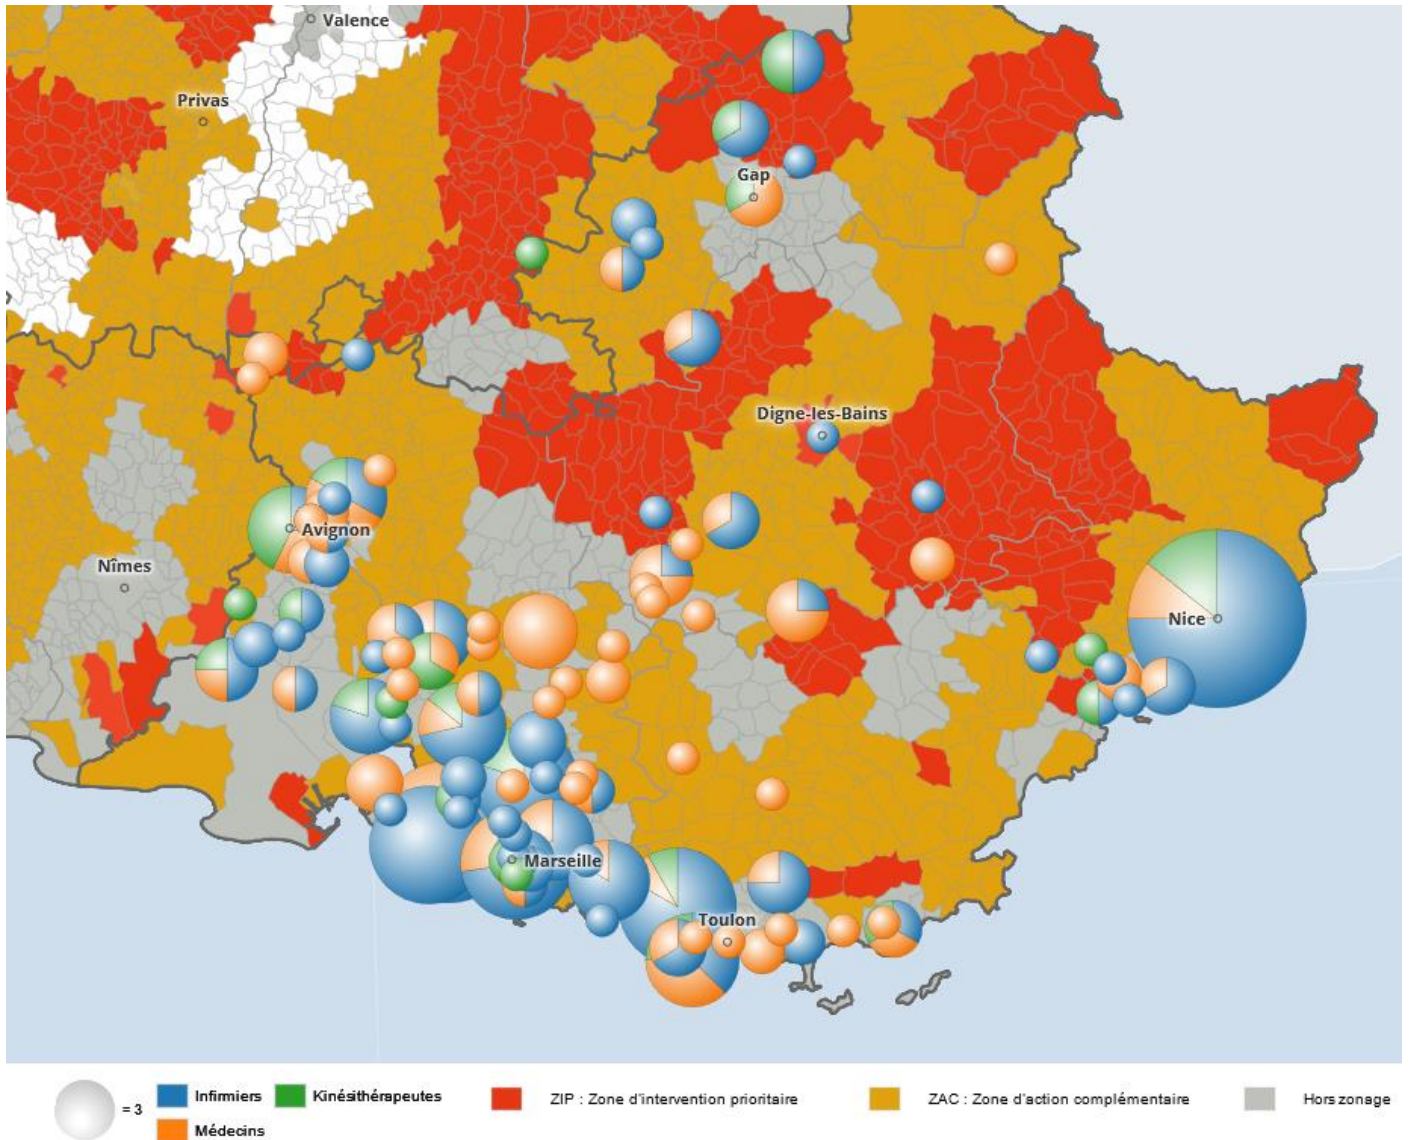 Valence
Privas
Gap
Digne-les-Bains
Avignon
Nîmes
Nice
Marseille
Toulon
= 3
Infirmiers
Kinésithérapeutes
ZIP : Zone d'intervention prioritaire
ZAC : Zone d'action complémentaire
Hors zonage
Médecins